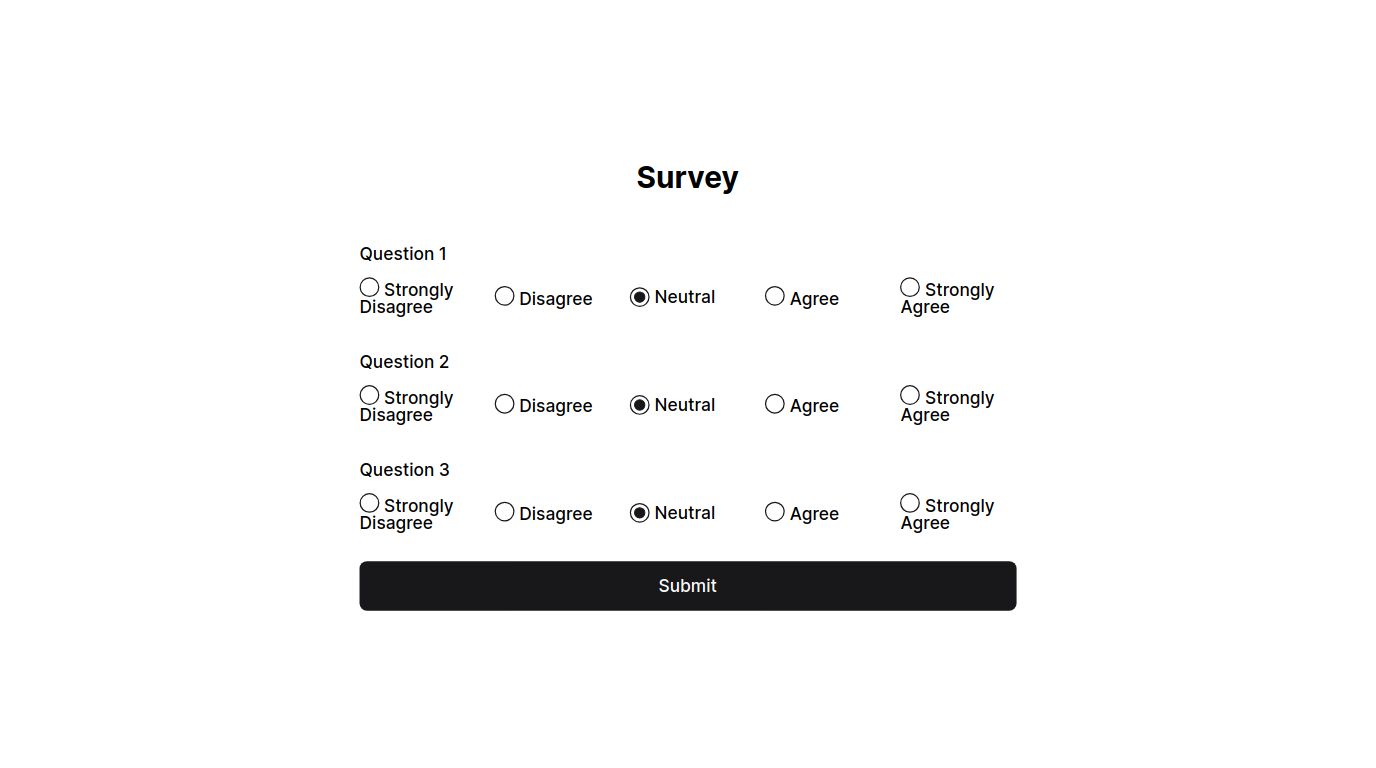 Survey
Question 1
Strongly Disagree Disagree Neutral Agree Strongly Agree
Question 2
Strongly Disagree Disagree Neutral Agree Strongly Agree
Question 3
Strongly Disagree Disagree Neutral Agree Strongly Agree
Submit